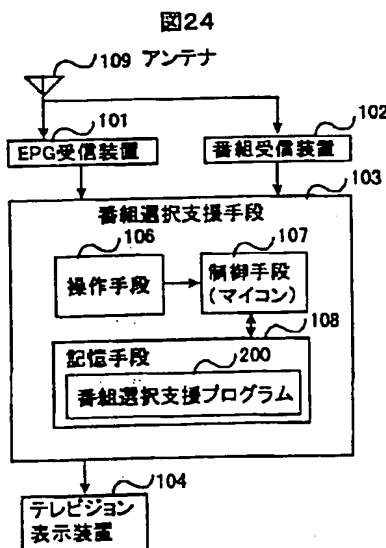 図24
109 アンテナ
101
102
EPG受信装置
番組受信装置
103
番組選択支援手段
106
107
操作手段
制御手段
(マイコン)
108
記憶手段
200
番組選択支援プログラム
104
テレビジョン
表示装置